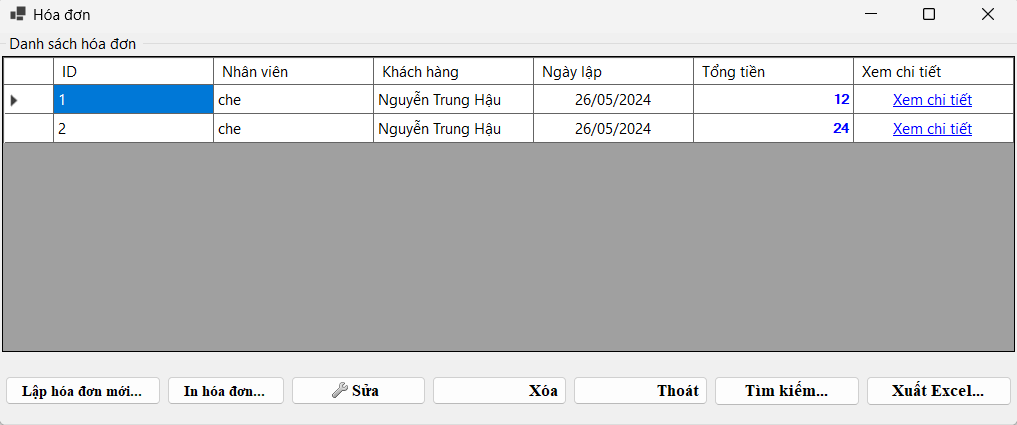 Hóa đơn
Danh sách hóa đơn
ID Nhân viên Khách hàng Ngày lập Tổng tiền Xem chi tiết
1 che Nguyễn Trung Hậu 26/05/2024 12 Xem chi tiết
2 che Nguyễn Trung Hậu 26/05/2024 24 Xem chi tiết
Lập hóa đơn mới... In hóa đơn... Sửa Xóa Thoát Tìm kiếm... Xuất Excel...